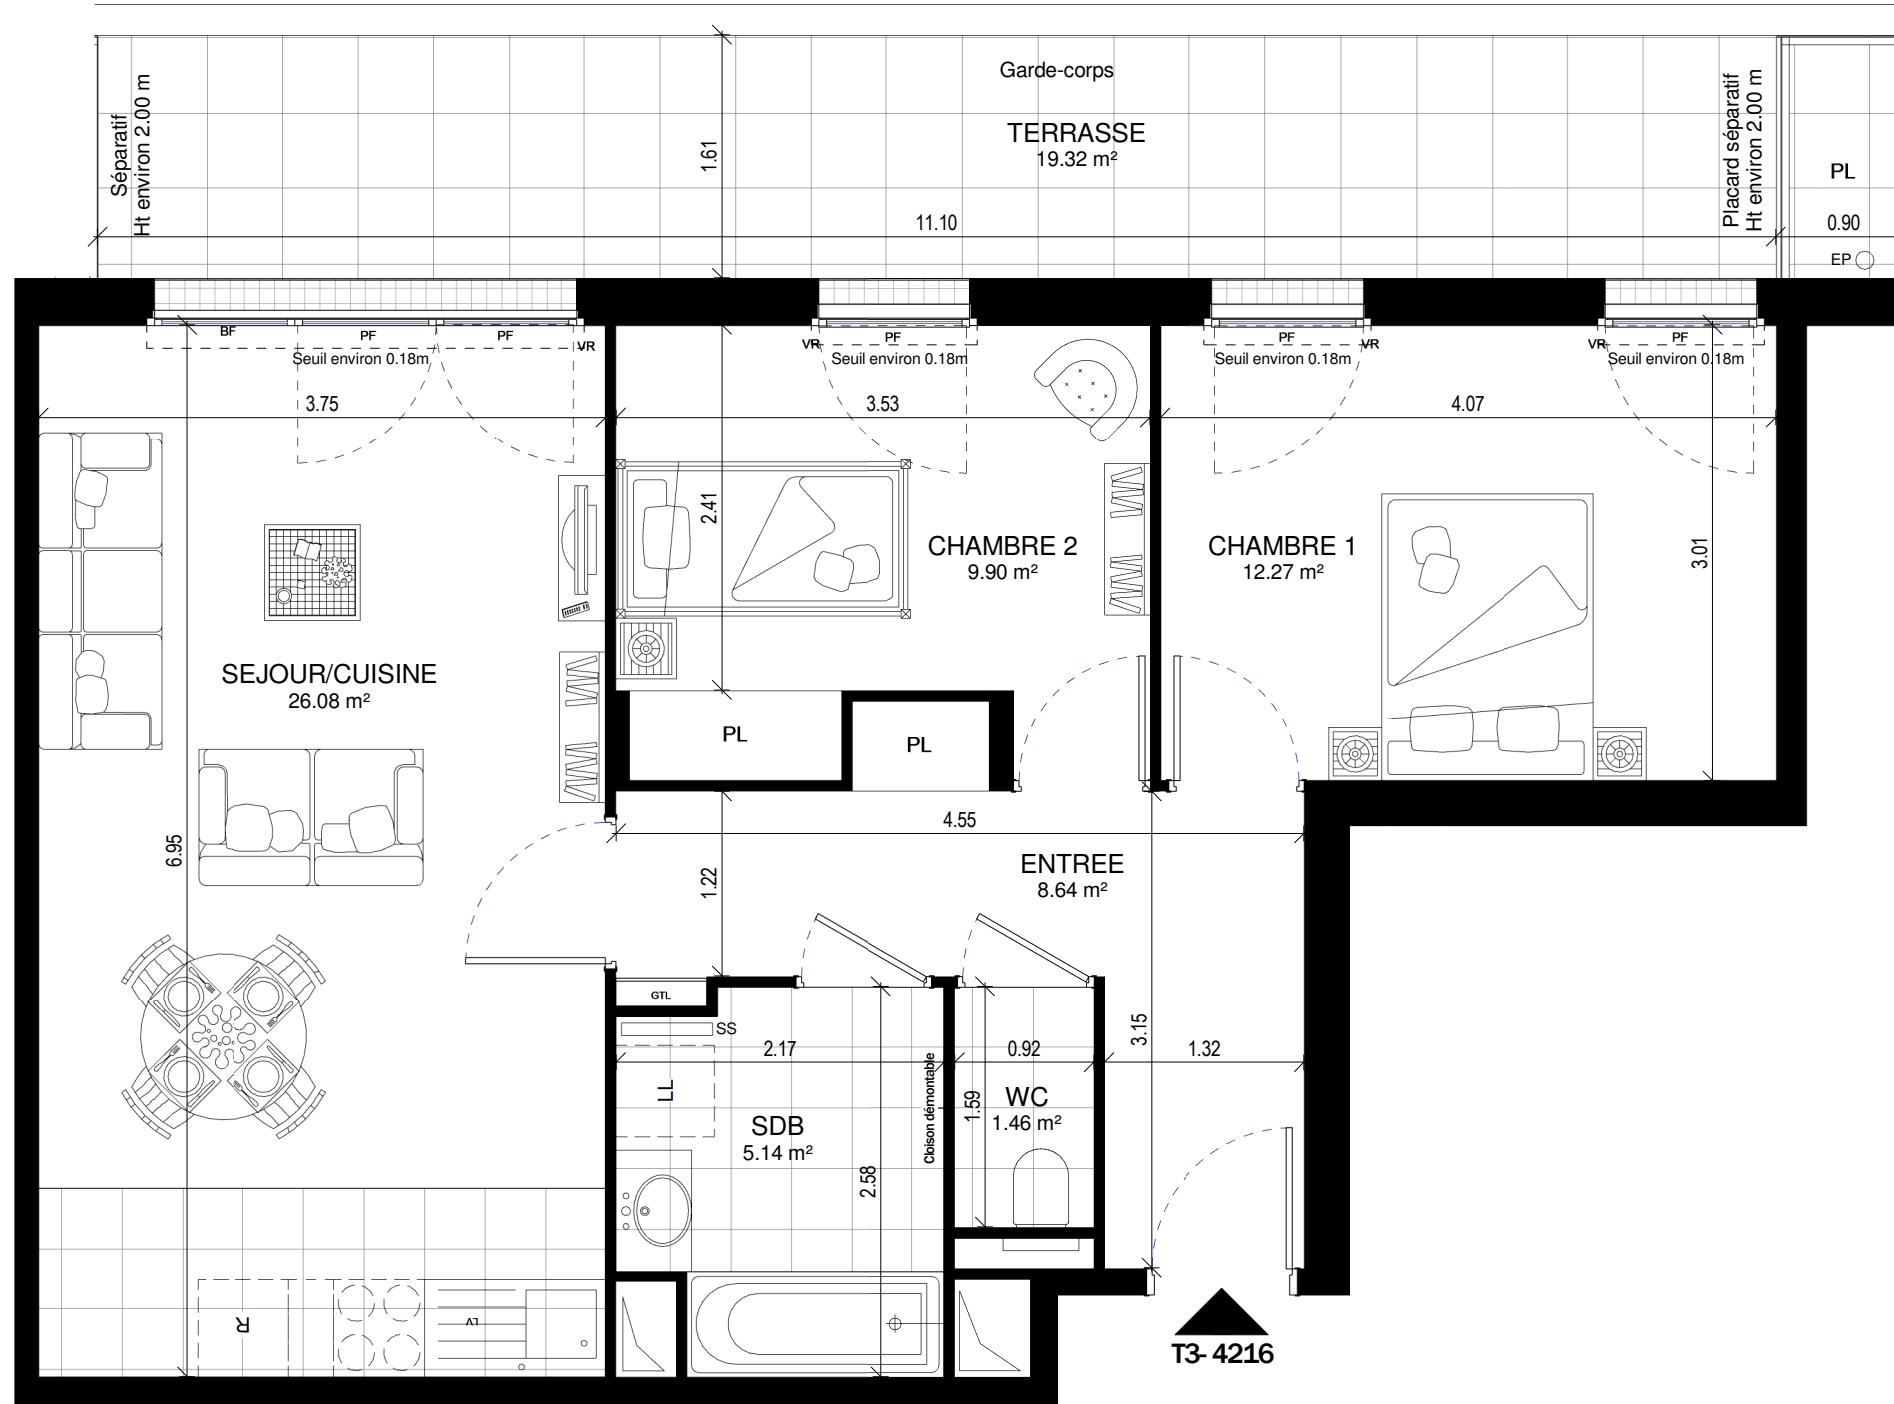 Garde-corps
TERRASSE
19.32 m²
Séparatif
Ht environ 2.00 m
1.61
11.10
Placard séparatif
Ht environ 2.00 m
PL
0.90
EP
BF
PF
PF
VR
Seuil environ 0.18m
VR
PF
Seuil environ 0.18m
PF
VR
Seuil environ 0.18m
VR
PF
Seuil environ 0.18m
3.75
3.53
4.07
2.41
CHAMBRE 2
9.90 m²
CHAMBRE 1
12.27 m²
3.01
SEJOUR/CUISINE
26.08 m²
PL
PL
6.95
4.55
ENTREE
8.64 m²
1.22
GTL
SS
2.17
Cloison démontable
0.92
3.15
1.32
LL
SDB
5.14 m²
1.59
WC
1.46 m²
2.58
R
LV
T3- 4216